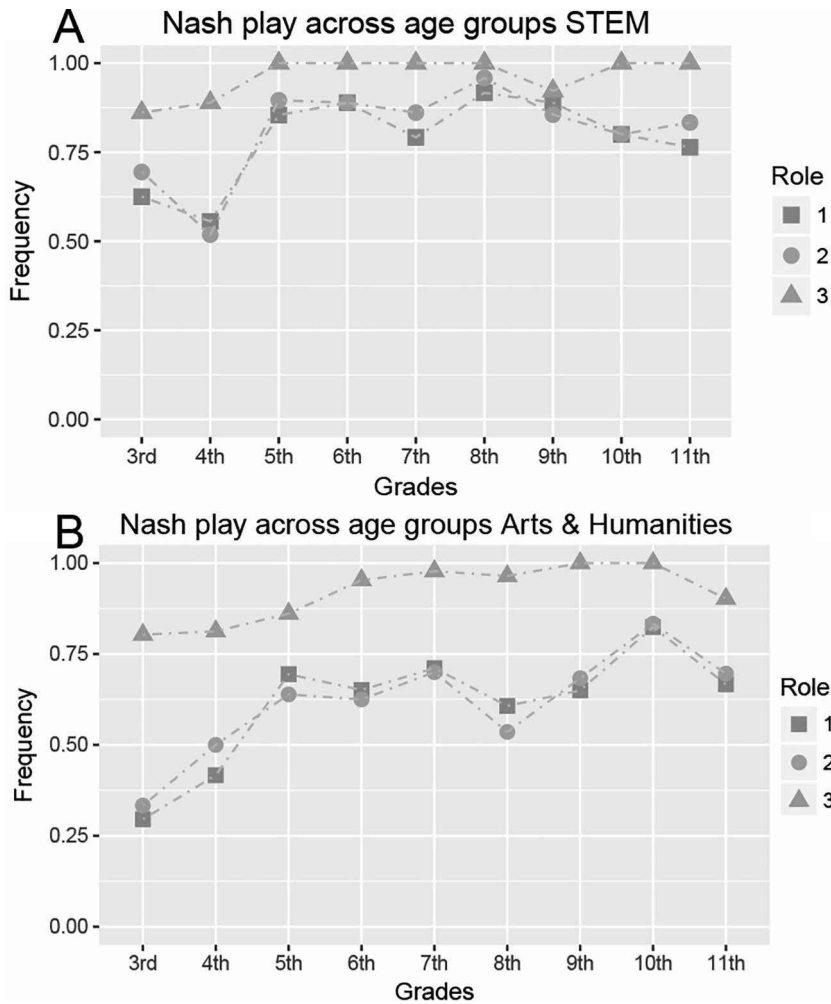 A
Nash play across age groups STEM
1.00
0.75
0.50
0.25
0.00
Frequency
3rd 4th 5th 6th 7th 8th 9th 10th 11th
Grades
Role
1
2
3
B
Nash play across age groups Arts & Humanities
1.00
0.75
0.50
0.25
0.00
Frequency
3rd 4th 5th 6th 7th 8th 9th 10th 11th
Grades
Role
1
2
3